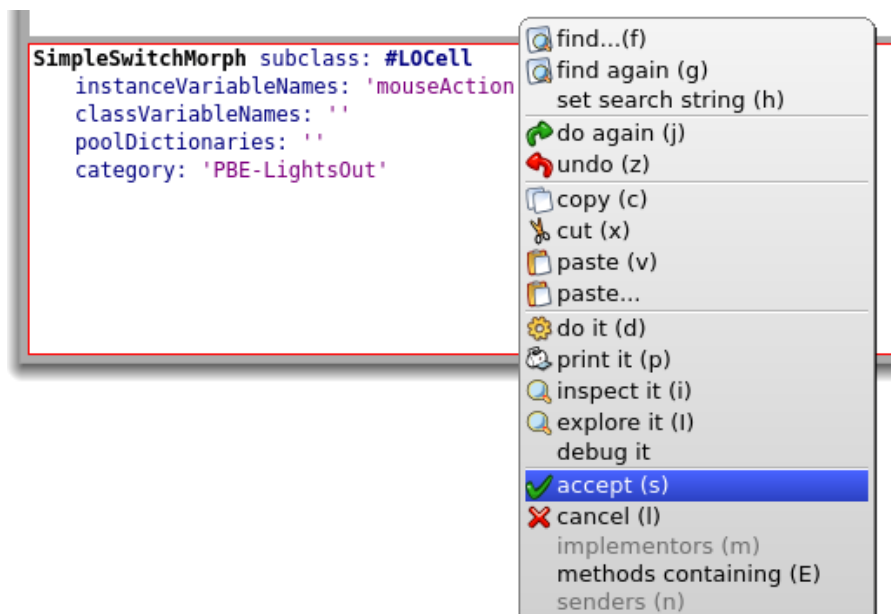 SimpleSwitchMorph subclass: #LOCell
instanceVariableNames: 'mouseAction
classVariableNames: ''
poolDictionaries: ''
category: 'PBE-LightsOut'
find...(f)
find again (g)
set search string (h)
do again (j)
undo (z)
copy (c)
cut (x)
paste (v)
paste...
do it (d)
print it (p)
inspect it (i)
explore it (I)
debug it
accept (s)
cancel (l)
implementors (m)
methods containing (E)
senders (n)